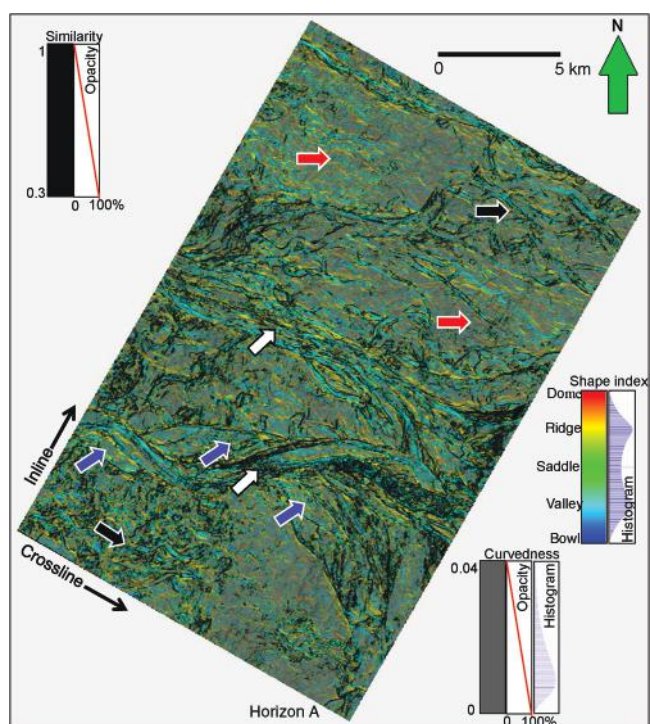 Similarity
1
Opacity
0.3
0 100%
N
0 5 km
Shape index
Dome
Ridge
Saddle
Valley
Bowl
Histogram
Inline
Crossline
Curvedness
0.04
Opacity
Histogram
0
0 100%
Horizon A